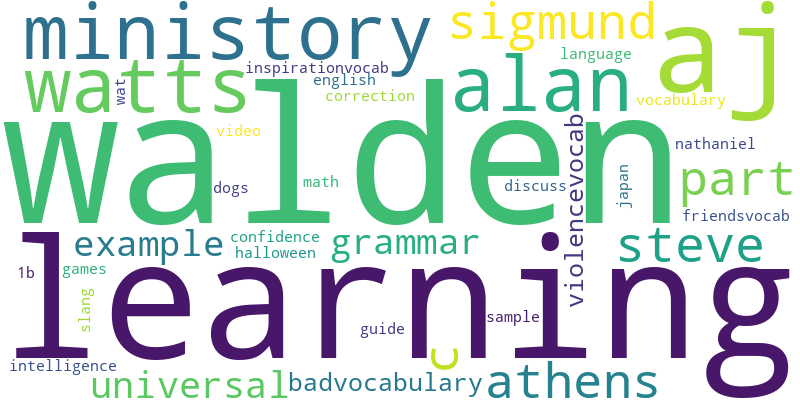 ministory
sigmund
aj
language
watts
inspirationvocab
english
correction
wat
alan
vocabulary
walden
video
violencevocab
nathaniel
dogs
math
discuss
japan
part
friendsvocab
example
confidence
halloween
grammar
steve
learning
1b
games
slang
guide
c
sample
intelligence
universal
badvocabulary
athens